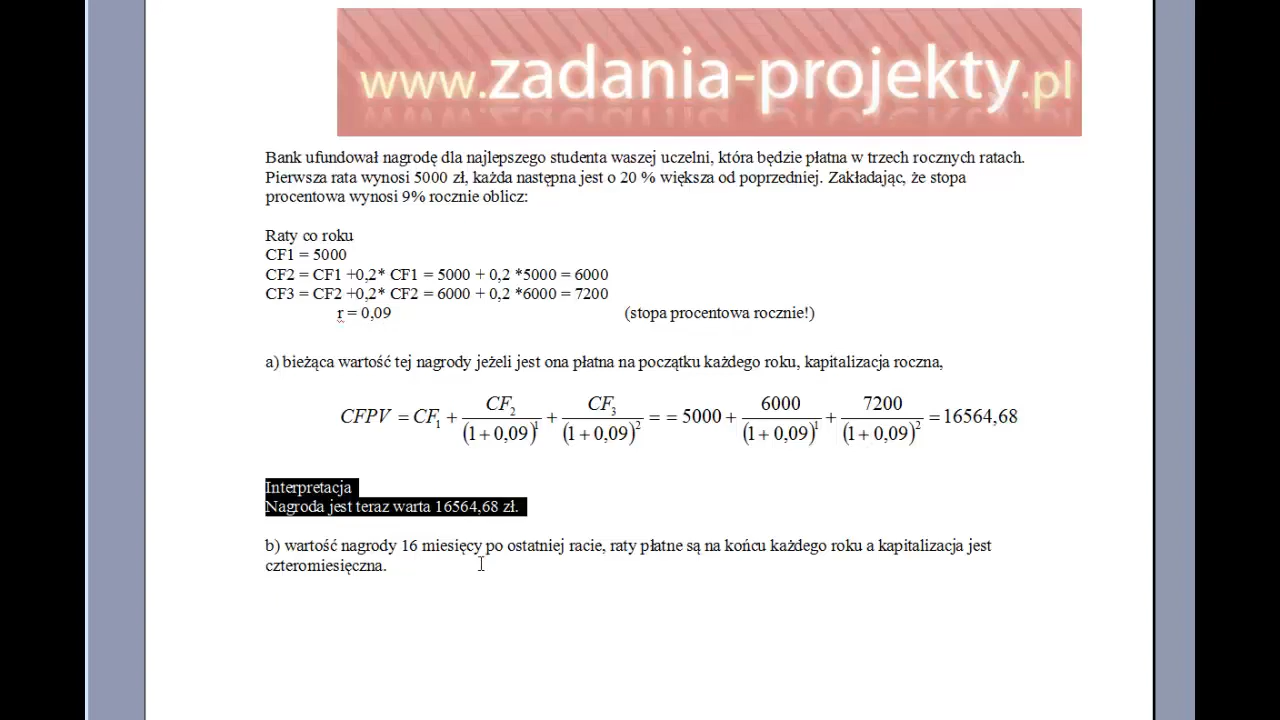 www.zadania-projekty.pl
Bank ufundował nagrodę dla najlepszego studenta waszej uczelni, która będzie płatna w trzech rocznych ratach.
Pierwsza rata wynosi 5000 zł, każda następna jest o 20 % większa od poprzedniej. Zakładając, że stopa
procentowa wynosi 9% rocznie oblicz:
Raty co roku
CF1 = 5000
CF2 = CF1 +0,2* CF1 = 5000 + 0,2 *5000 = 6000
CF3 = CF2 +0,2* CF2 = 6000 + 0,2 *6000 = 7200
r = 0,09 (stopa procentowa rocznie!)
a) bieżąca wartość tej nagrody jeżeli jest ona płatna na początku każdego roku, kapitalizacja roczna,
CFPV = CF₁ + CF₂/(1+0,09)¹ + CF₃/(1+0,09)² = = 5000 + 6000/(1+0,09)¹ + 7200/(1+0,09)² = 16564,68
Interpretacja
Nagroda jest teraz warta 16564,68 zł.
b) wartość nagrody 16 miesięcy po ostatniej racie, raty płatne są na końcu każdego roku a kapitalizacja jest
czteromiesięczna.